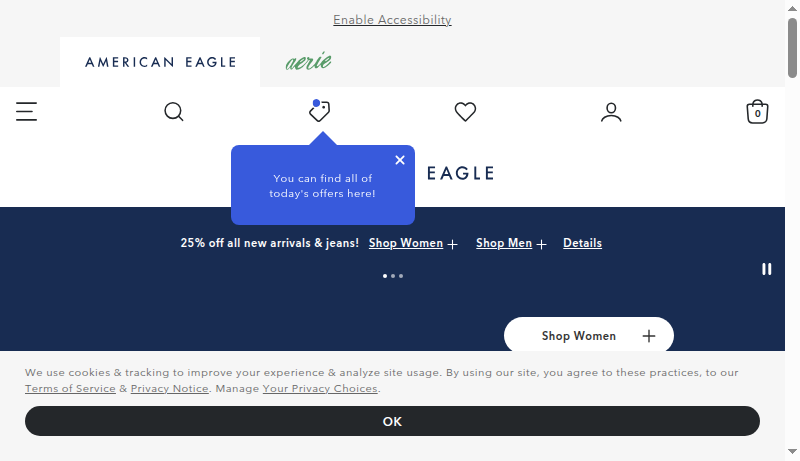 Enable Accessibility
AMERICAN EAGLE
aerie
0
You can find all of
today's offers here!
EAGLE
25% off all new arrivals & jeans! Shop Women Shop Men Details
Shop Women
We use cookies & tracking to improve your experience & analyze site usage. By using our site, you agree to these practices, to our
Terms of Service & Privacy Notice. Manage Your Privacy Choices.
OK